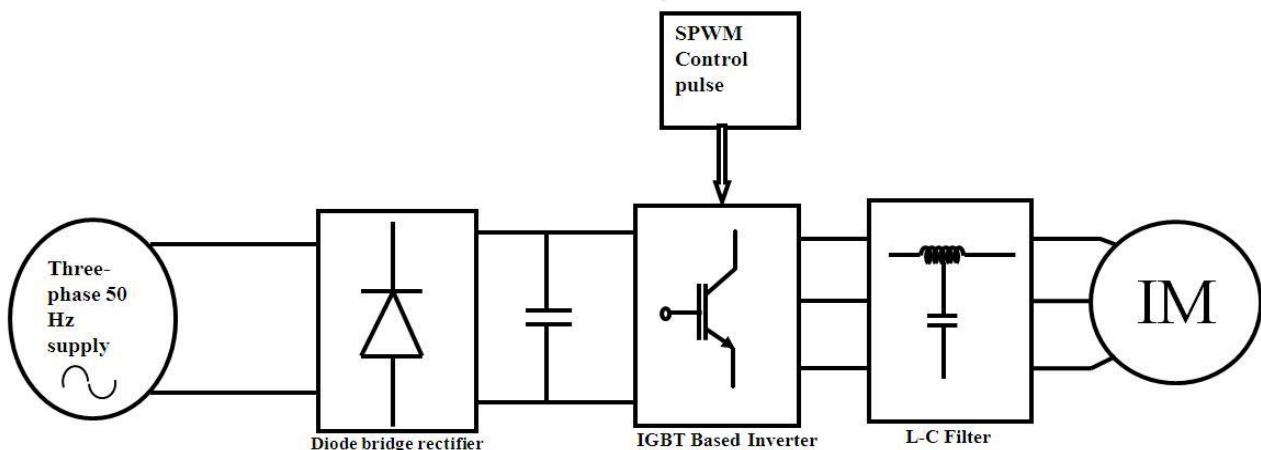 SPWM
Control
pulse
Three-
phase 50
Hz
supply
IM
Diode bridge rectifier
IGBT Based Inverter
L-C Filter